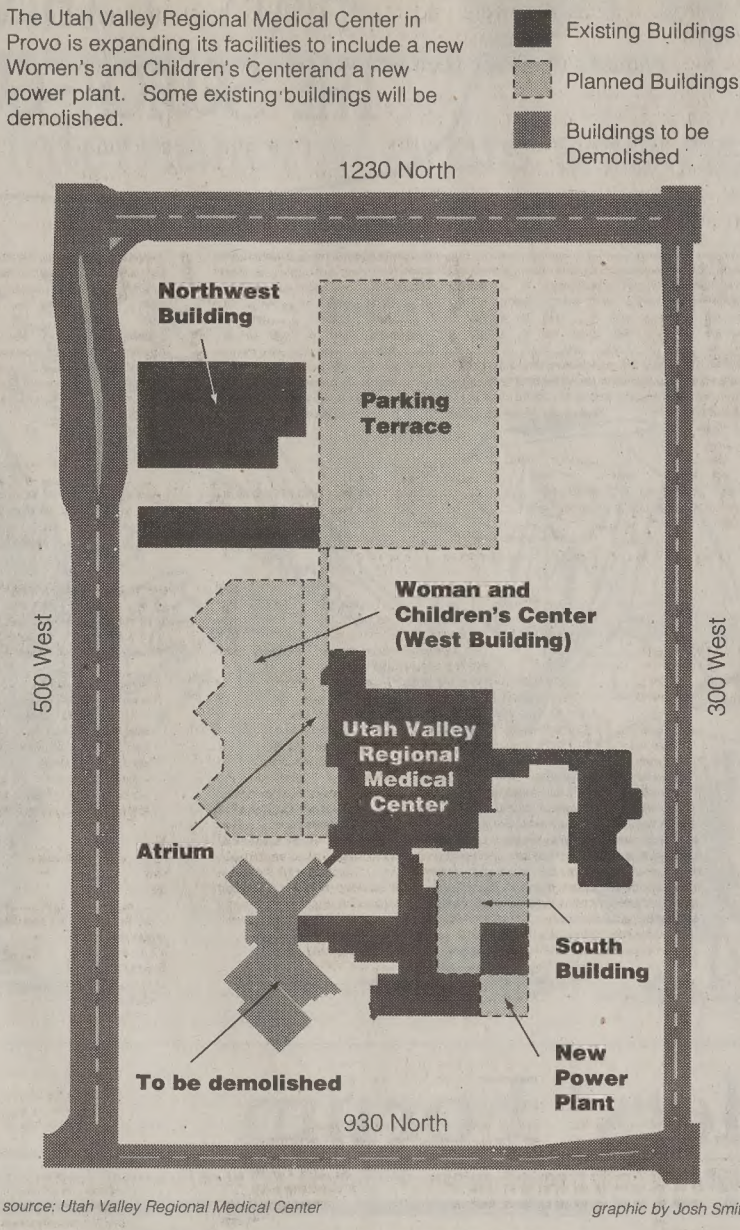 The Utah Valley Regional Medical Center in
Provo is expanding its facilities to include a new
Women's and Children's Centerand a new
power plant. Some existing buildings will be
demolished.
Existing Buildings
Planned Buildings
Buildings to be
Demolished
1230 North
Northwest
Building
Parking
Terrace
Woman and
Children's Center
(West Building)
500 West
300 West
Utah Valley
Regional
Medical
Center
Atrium
South
Building
To be demolished
New
Power
Plant
930 North
source: Utah Valley Regional Medical Center
graphic by Josh